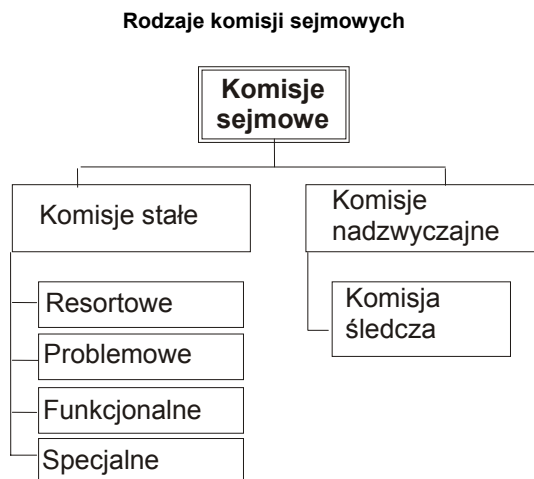 Rodzaje komisji sejmowych
Komisje
sejmowe
Komisje stałe
Resortowe
Problemowe
Funkcjonalne
Specjalne
Komisje
nadzwyczajne
Komisja
śledcza